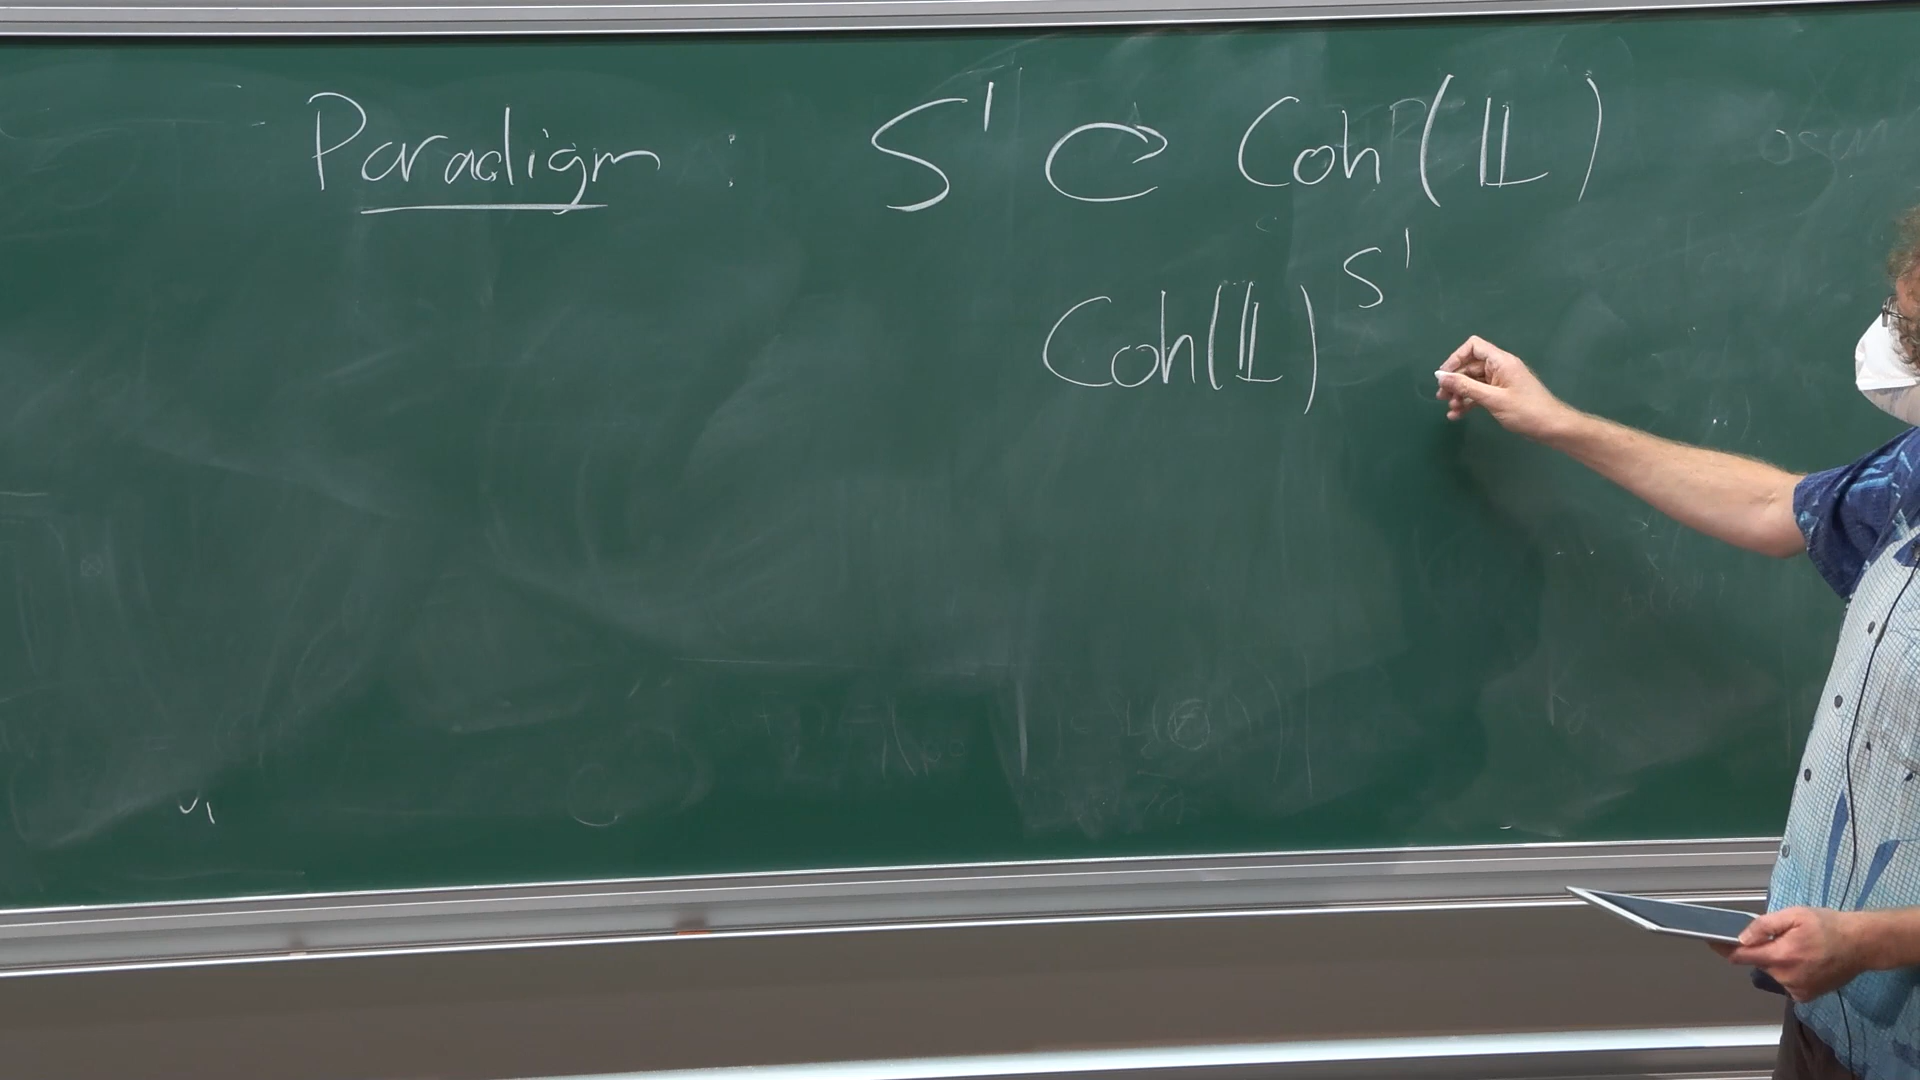 Paradigm : S¹ ⟳ Coh(𝕃)
Coh(𝕃)^{S¹}